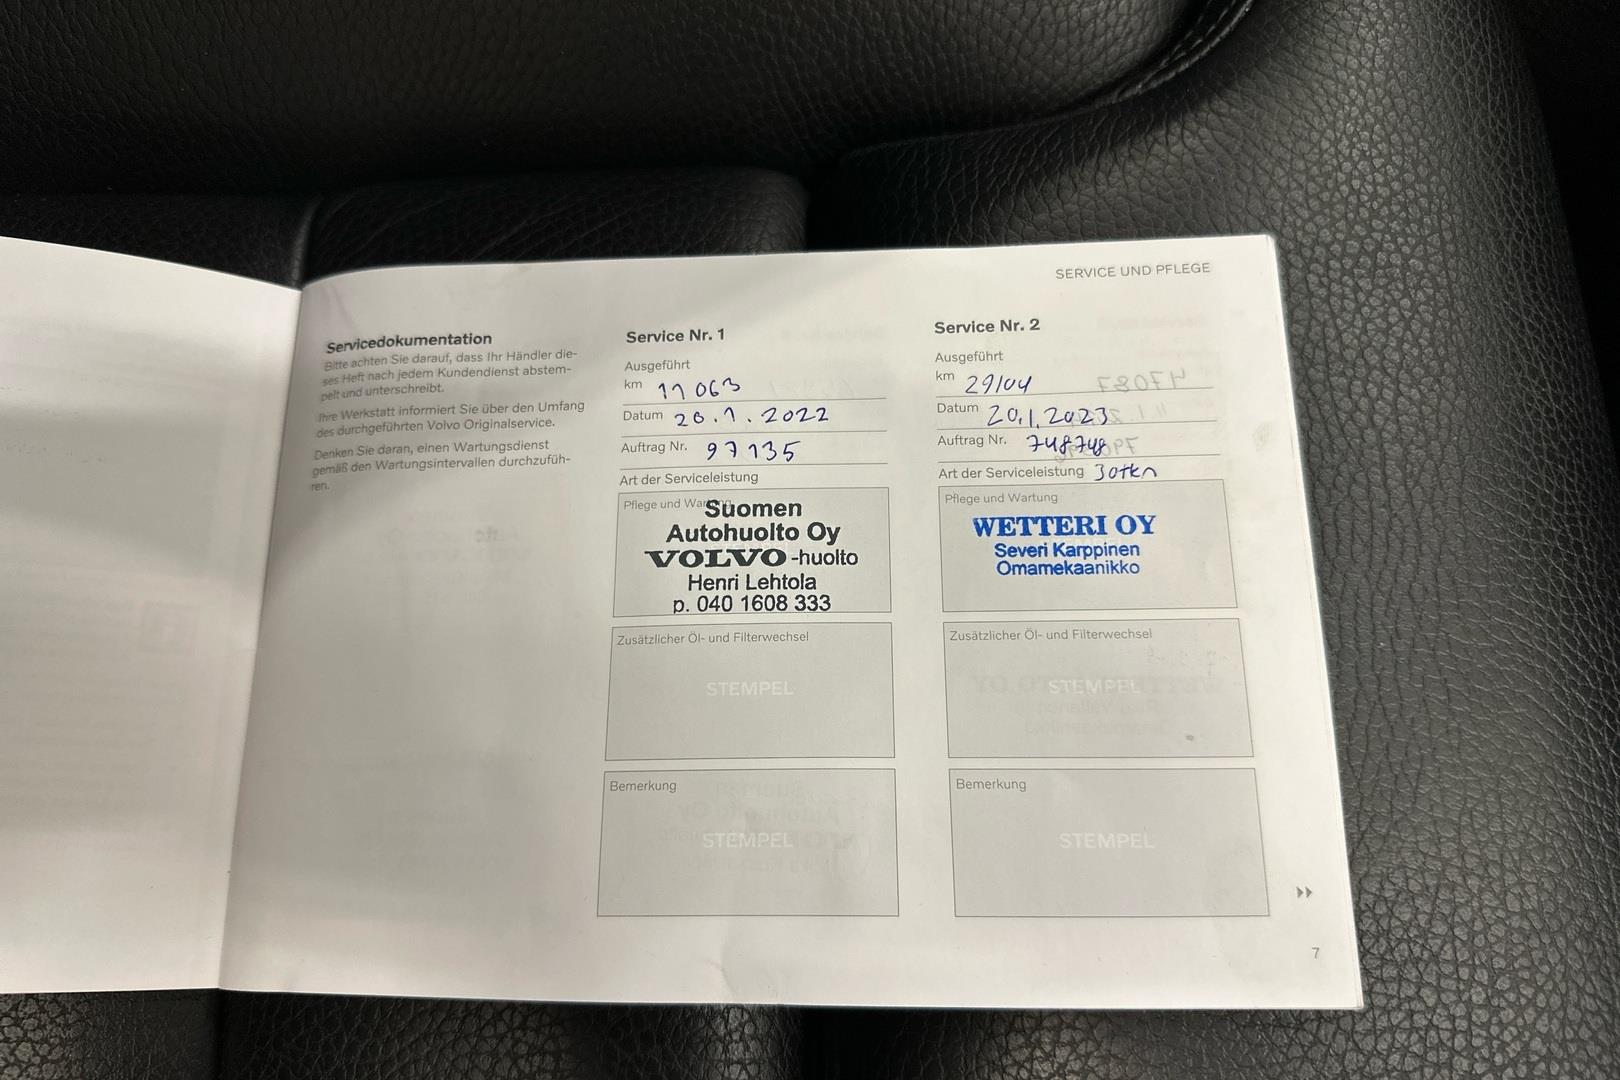 SERVICE UND PFLEGE
Servicedokumentation
Bitte achten Sie darauf, dass Ihr Händler die-
ses Heft nach jedem Kundendienst abstem-
pelt und unterschreibt.
Ihre Werkstatt informiert Sie über den Umfang
des durchgeführten Volvo Originalservice.
Denken Sie daran, einen Wartungsdienst
gemäß den Wartungsintervallen durchzufüh-
ren.
Service Nr. 1
Ausgeführt
km 11 063
Datum 20.1.2022
Auftrag Nr. 97135
Art der Serviceleistung
Pflege und Wartung
Suomen
Autohuolto Oy
VOLVO -huolto
Henri Lehtola
p. 040 1608 333
Zusätzlicher Öl- und Filterwechsel
STEMPEL
Bemerkung
STEMPEL
Service Nr. 2
Ausgeführt
km 29104
Datum 20.1.2023
Auftrag Nr. 748748
Art der Serviceleistung 30tkm
Pflege und Wartung
WETTERI OY
Severi Karppinen
Omamekaanikko
Zusätzlicher Öl- und Filterwechsel
STEMPEL
Bemerkung
STEMPEL
7